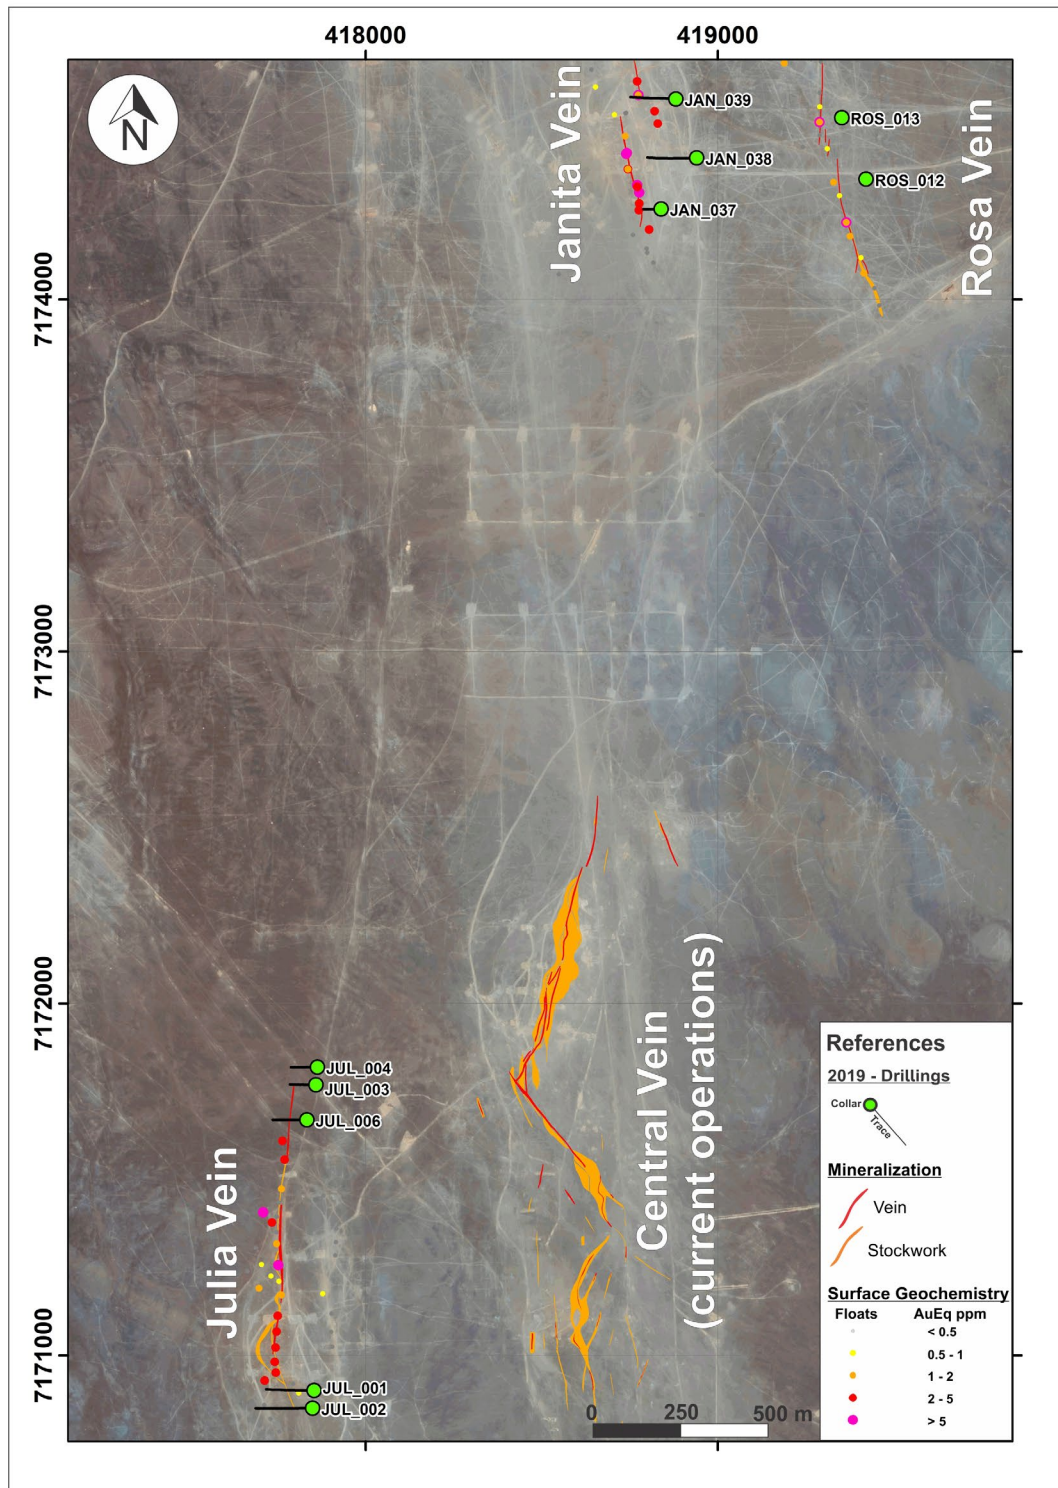 418000
419000
N
Janita Vein
JAN_039
JAN_038
JAN_037
ROS_013
ROS_012
Rosa Vein
7174000
7173000
7172000
7171000
JUL_004
JUL_003
JUL_006
Julia Vein
JUL_001
JUL_002
Central Vein
(current operations)
0 250 500 m
References
2019 - Drillings
Collar
Trace
Mineralization
Vein
Stockwork
Surface Geochemistry
Floats AuEq ppm
< 0.5
0.5 - 1
1 - 2
2 - 5
> 5